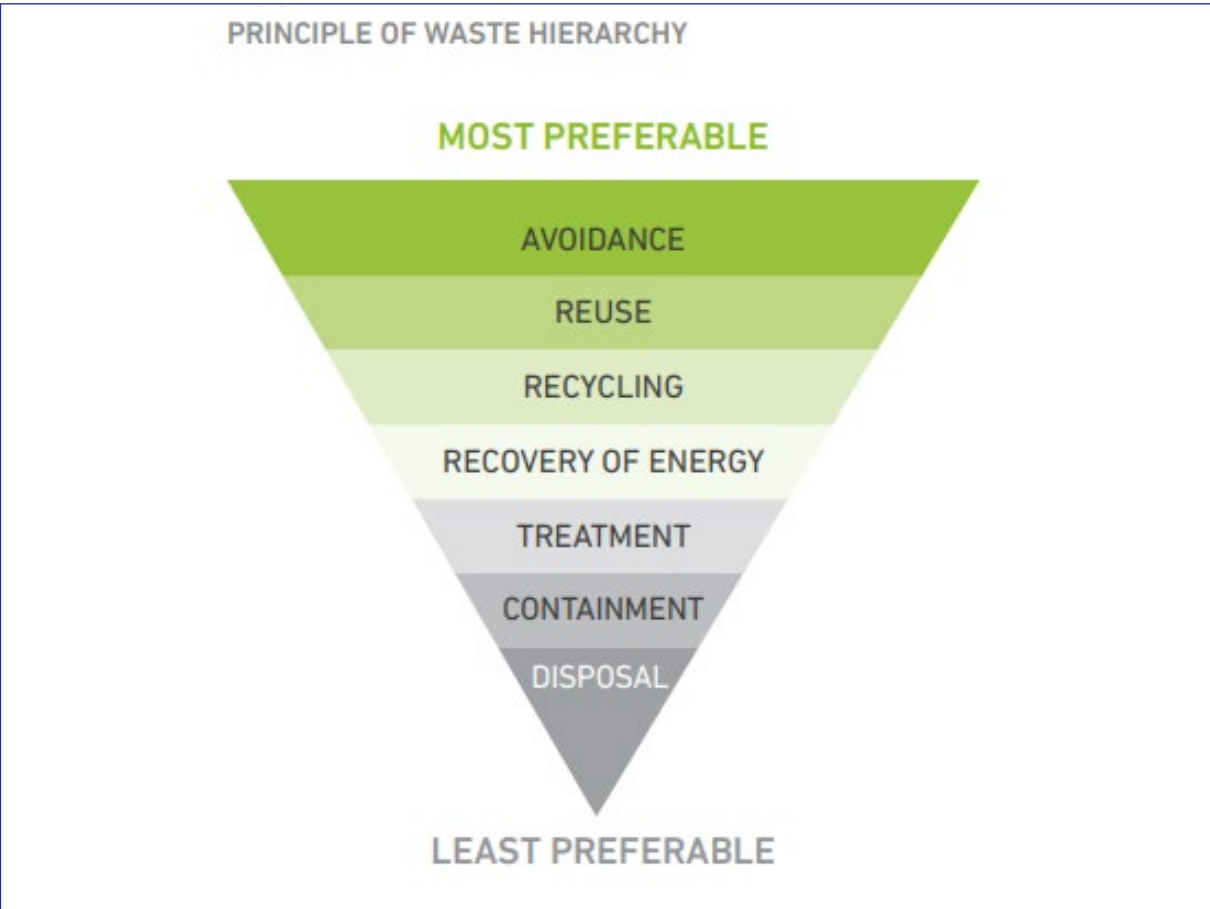 PRINCIPLE OF WASTE HIERARCHY
MOST PREFERABLE
AVOIDANCE
REUSE
RECYCLING
RECOVERY OF ENERGY
TREATMENT
CONTAINMENT
DISPOSAL
LEAST PREFERABLE